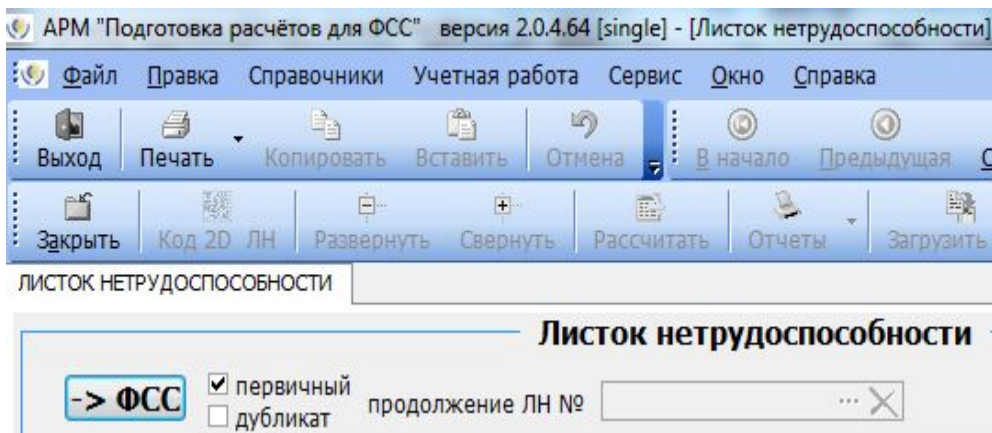 АРМ "Подготовка расчётов для ФСС" версия 2.0.4.64 [single] - [Листок нетрудоспособности]
Файл Правка Справочники Учетная работа Сервис Окно Справка
Выход Печать Копировать Вставить Отмена В начало Предыдущая
Закрыть Код 2D ЛН Развернуть Свернуть Рассчитать Отчеты Загрузить
ЛИСТОК НЕТРУДОСПОСОБНОСТИ
Листок нетрудоспособности
-> ФСС первичный
дубликат продолжение ЛН № ...